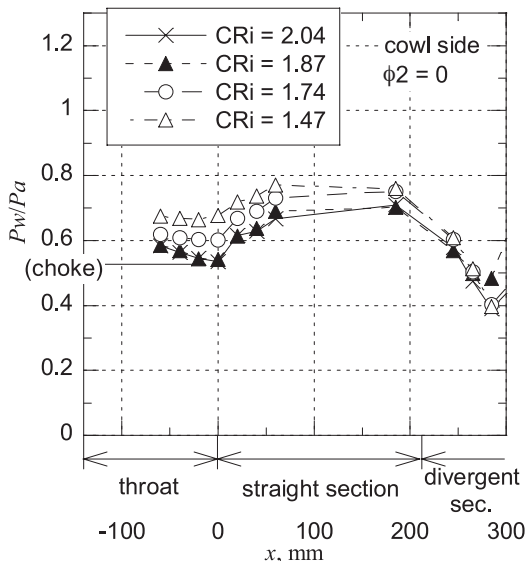 1.2
1
0.8
0.6
(choke)
0.4
0.2
0
Pw/Pa
CRi = 2.04
CRi = 1.87
CRi = 1.74
CRi = 1.47
cowl side
ϕ2 = 0
throat
straight section
divergent
sec.
-100 0 100 200 300
x, mm